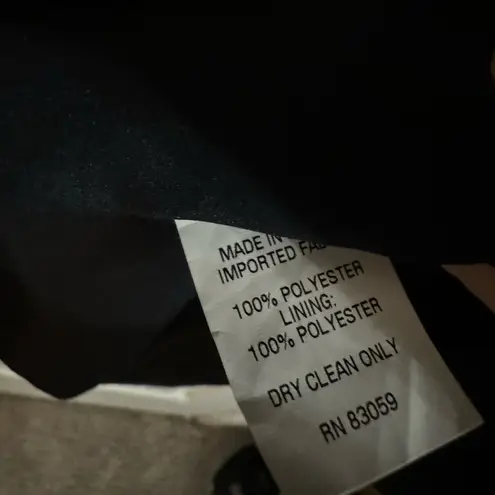 MADE IN
IMPORTED
100% POLYESTER
LINING:
100% POLYESTER
DRY CLEAN ONLY
RN 83059